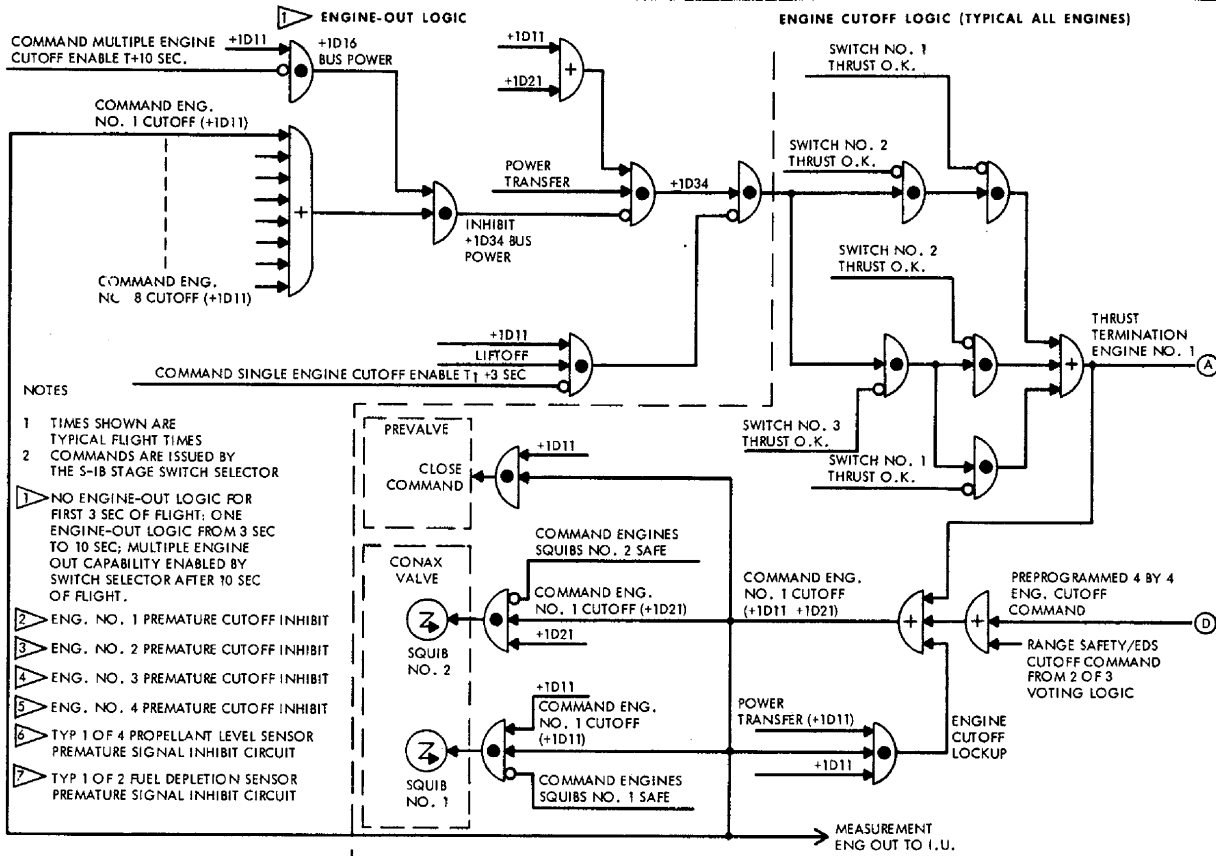 1 ENGINE-OUT LOGIC
ENGINE CUTOFF LOGIC (TYPICAL ALL ENGINES)
COMMAND MULTIPLE ENGINE
CUTOFF ENABLE T+10 SEC.
+1D11
+1D16
BUS POWER
+1D11
+1D21
SWITCH NO. 1
THRUST O.K.
COMMAND ENG.
NO. 1 CUTOFF (+1D11)
SWITCH NO. 2
THRUST O.K.
POWER
TRANSFER
+1D34
INHIBIT
+1D34 BUS
POWER
SWITCH NO. 2
THRUST O.K.
COMMAND ENG.
8 CUTOFF (+1D11)
THRUST
TERMINATION
ENGINE NO. 1
A
+1D11
LIFTOFF
COMMAND SINGLE ENGINE CUTOFF ENABLE T1 +3 SEC
SWITCH NO. 3
THRUST O.K.
SWITCH NO. 1
THRUST O.K.
NOTES
1 TIMES SHOWN ARE
TYPICAL FLIGHT TIMES
2 COMMANDS ARE ISSUED BY
THE S-IB STAGE SWITCH SELECTOR
1 NO ENGINE-OUT LOGIC FOR
FIRST 3 SEC OF FLIGHT; ONE
ENGINE-OUT LOGIC FROM 3 SEC
TO 10 SEC; MULTIPLE ENGINE
OUT CAPABILITY ENABLED BY
SWITCH SELECTOR AFTER 10 SEC
OF FLIGHT.
2 ENG. NO. 1 PREMATURE CUTOFF INHIBIT
3 ENG. NO. 2 PREMATURE CUTOFF INHIBIT
4 ENG. NO. 3 PREMATURE CUTOFF INHIBIT
5 ENG. NO. 4 PREMATURE CUTOFF INHIBIT
6 TYP 1 OF 4 PROPELLANT LEVEL SENSOR
PREMATURE SIGNAL INHIBIT CIRCUIT
7 TYP 1 OF 2 FUEL DEPLETION SENSOR
PREMATURE SIGNAL INHIBIT CIRCUIT
PREVALVE
CLOSE
COMMAND
+1D11
CONAX
VALVE
COMMAND ENGINES
SQUIBS NO. 2 SAFE
COMMAND ENG.
NO. 1 CUTOFF (+1D21)
+1D21
SQUIB
NO. 2
COMMAND ENG.
NO. 1 CUTOFF
(+1D11 +1D21)
PREPROGRAMMED 4 BY 4
ENG. CUTOFF
COMMAND
D
RANGE SAFETY/EDS
CUTOFF COMMAND
FROM 2 OF 3
VOTING LOGIC
+1D11
COMMAND ENG.
NO. 1 CUTOFF
(+1D11)
SQUIB
NO. 1
COMMAND ENGINES
SQUIBS NO. 1 SAFE
POWER
TRANSFER (+1D11)
+1D11
ENGINE
CUTOFF
LOCKUP
MEASUREMENT
ENG OUT TO I.U.